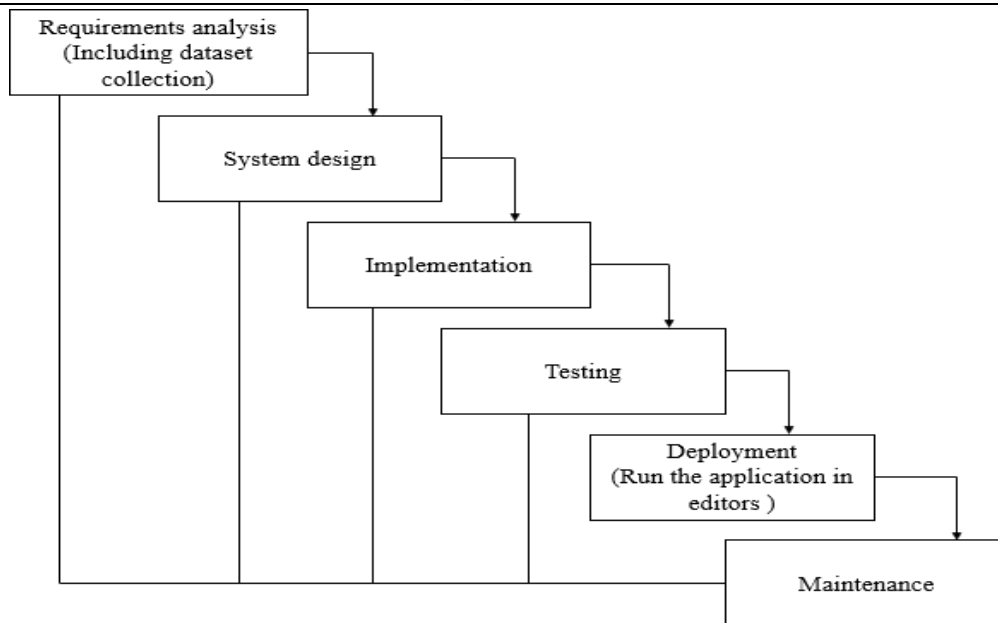 Requirements analysis
(Including dataset
collection)
System design
Implementation
Testing
Deployment
(Run the application in
editors )
Maintenance